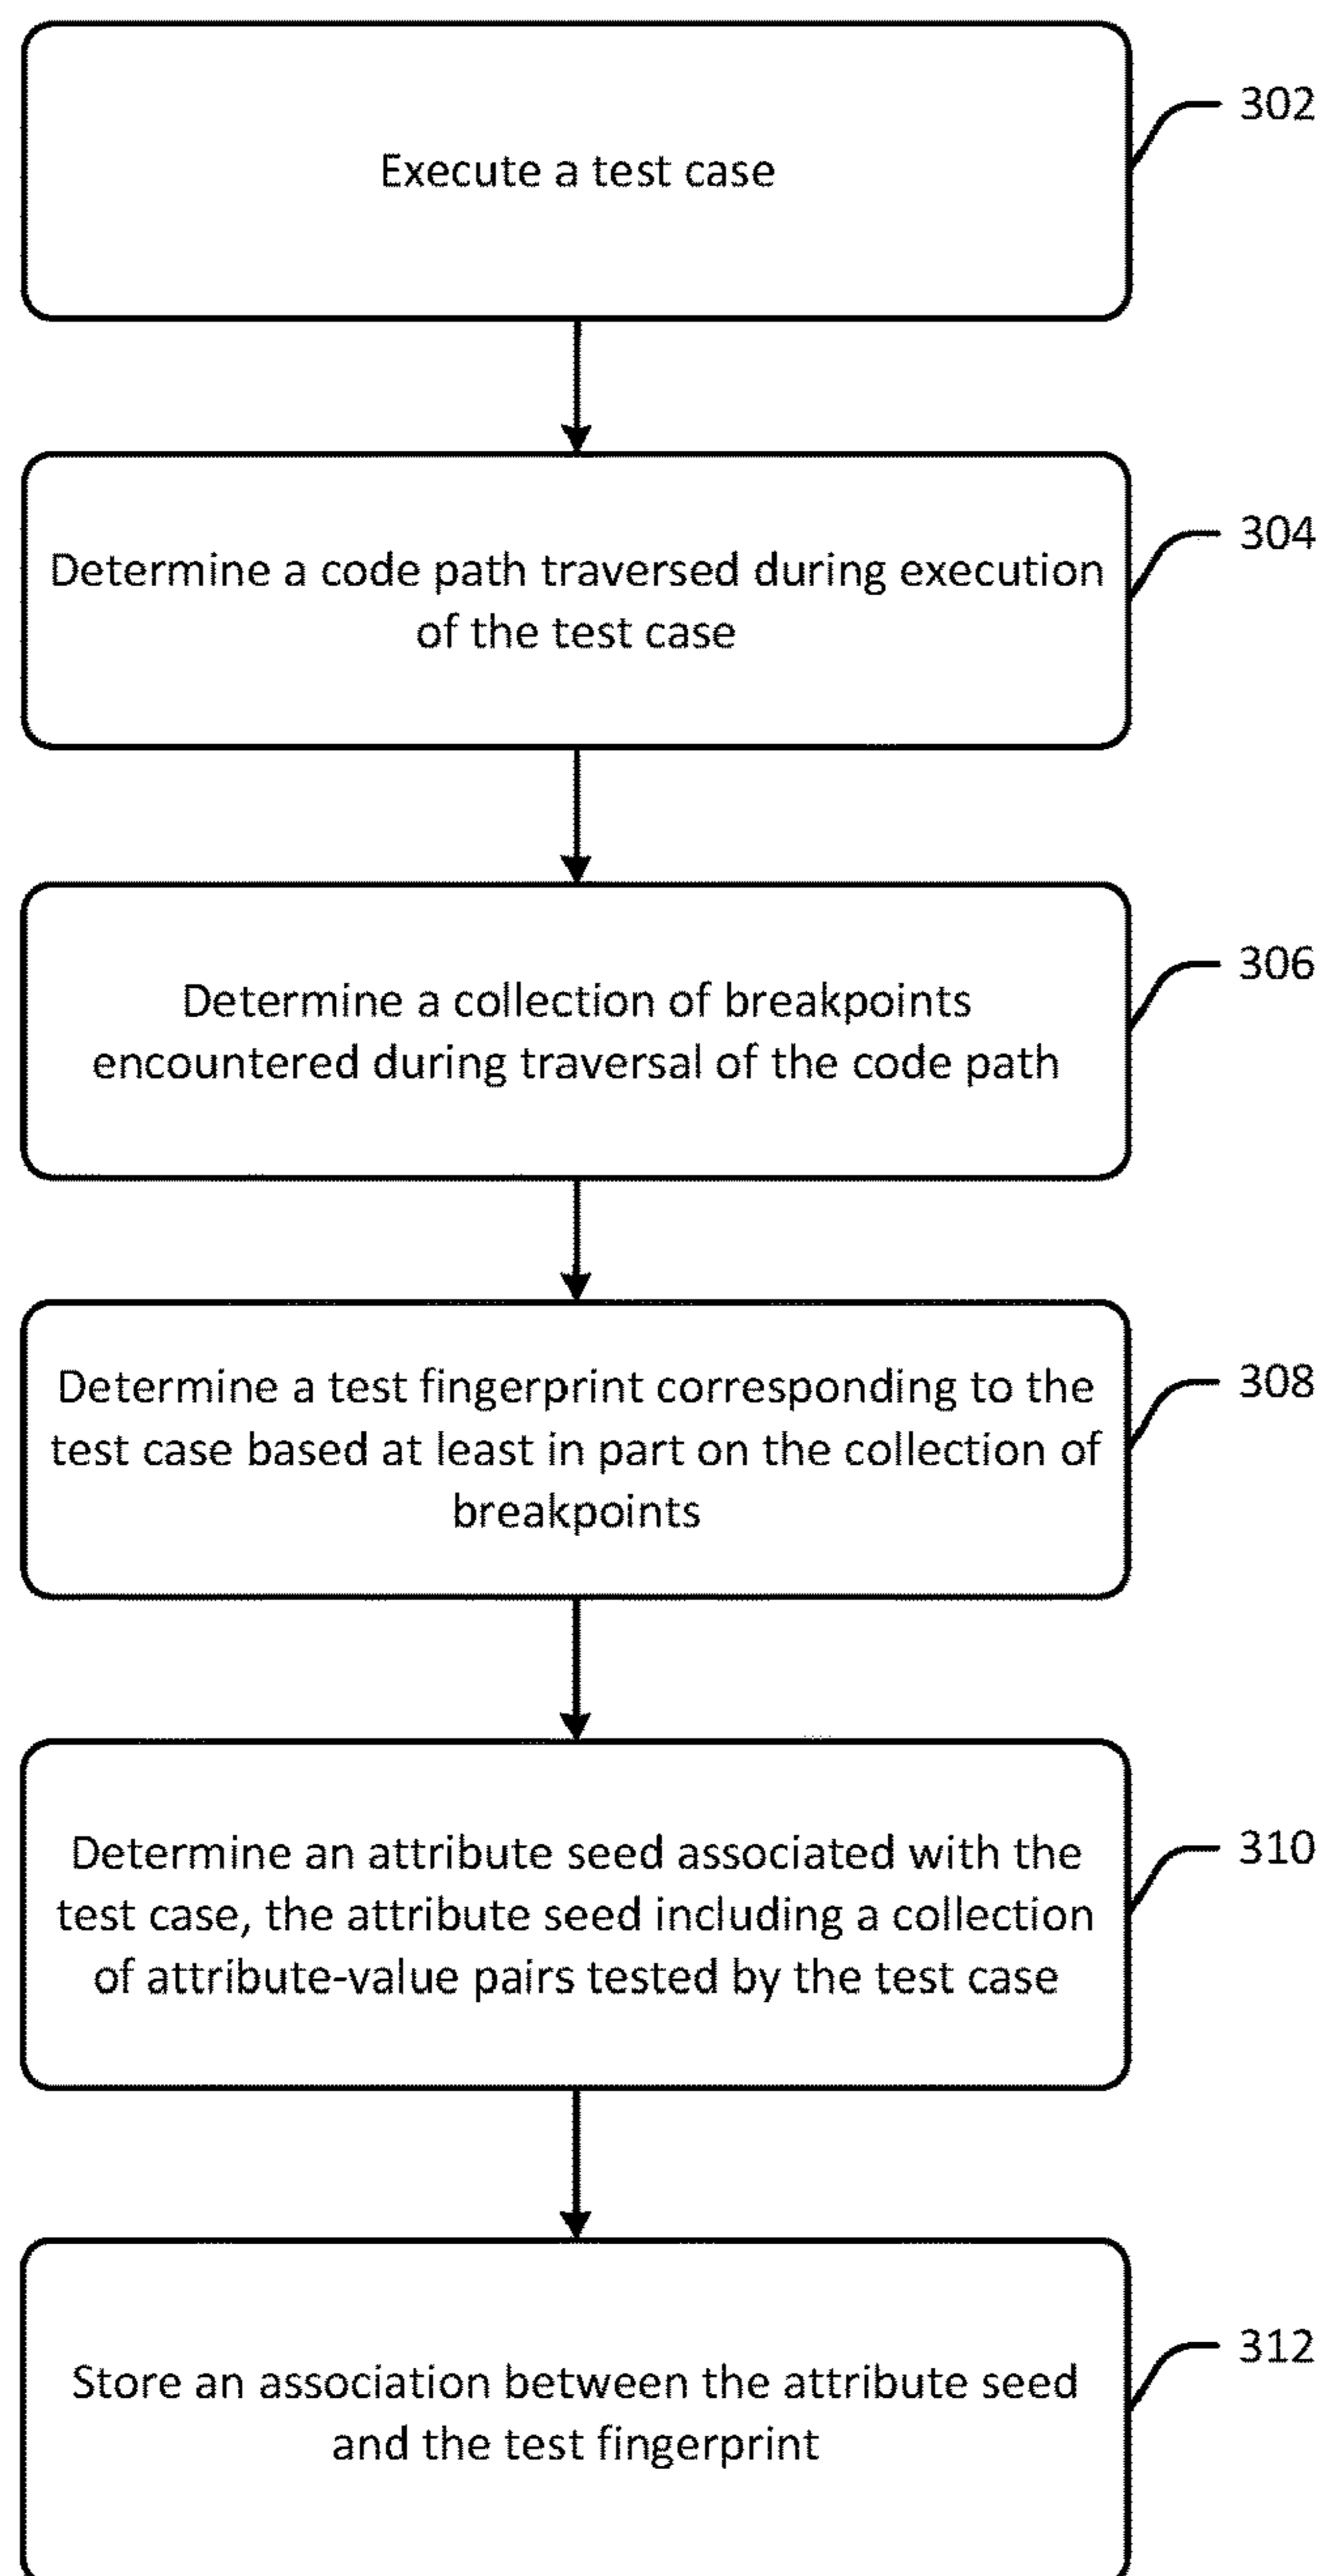 Execute a test case
302
Determine a code path traversed during execution
of the test case
304
Determine a collection of breakpoints
encountered during traversal of the code path
306
Determine a test fingerprint corresponding to the
test case based at least in part on the collection of
breakpoints
308
Determine an attribute seed associated with the
test case, the attribute seed including a collection
of attribute-value pairs tested by the test case
310
Store an association between the attribute seed
and the test fingerprint
312